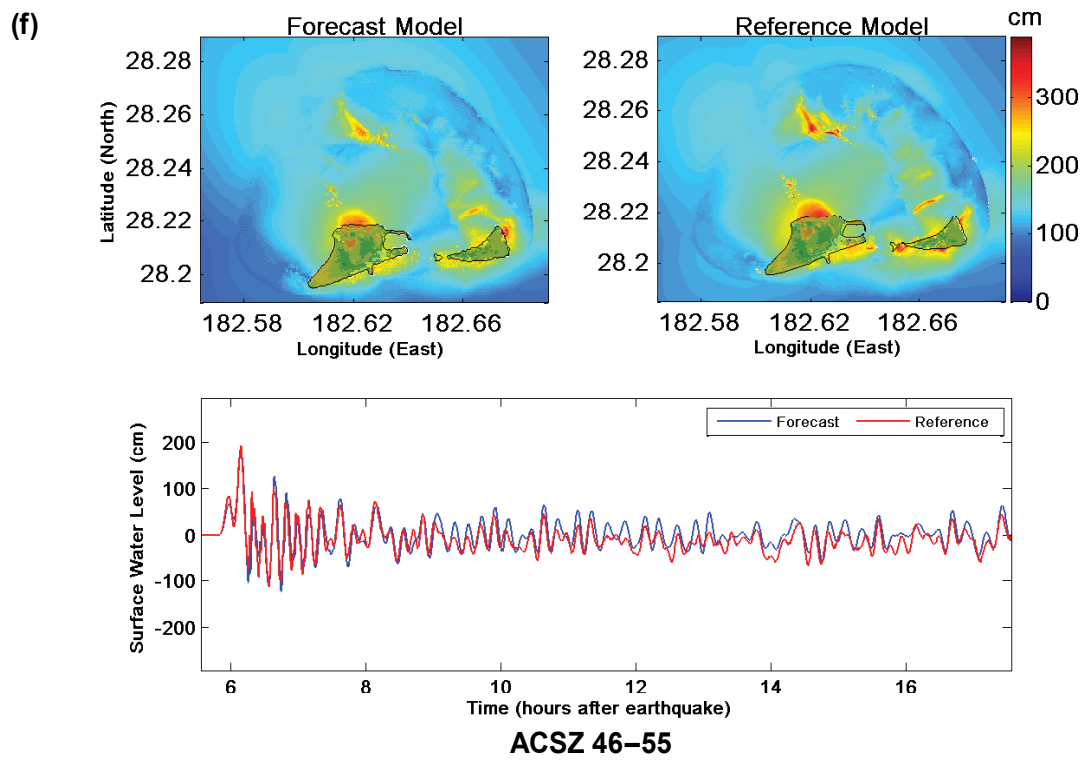 (f)
Forecast Model
Reference Model
cm
28.28
28.26
28.24
28.22
28.2
Latitude (North)
182.58
182.62
182.66
Longitude (East)
28.28
28.26
28.24
28.22
28.2
182.58
182.62
182.66
Longitude (East)
300
200
100
0
Forecast
Reference
200
100
0
-100
-200
Surface Water Level (cm)
6
8
10
12
14
16
Time (hours after earthquake)
ACSZ 46–55